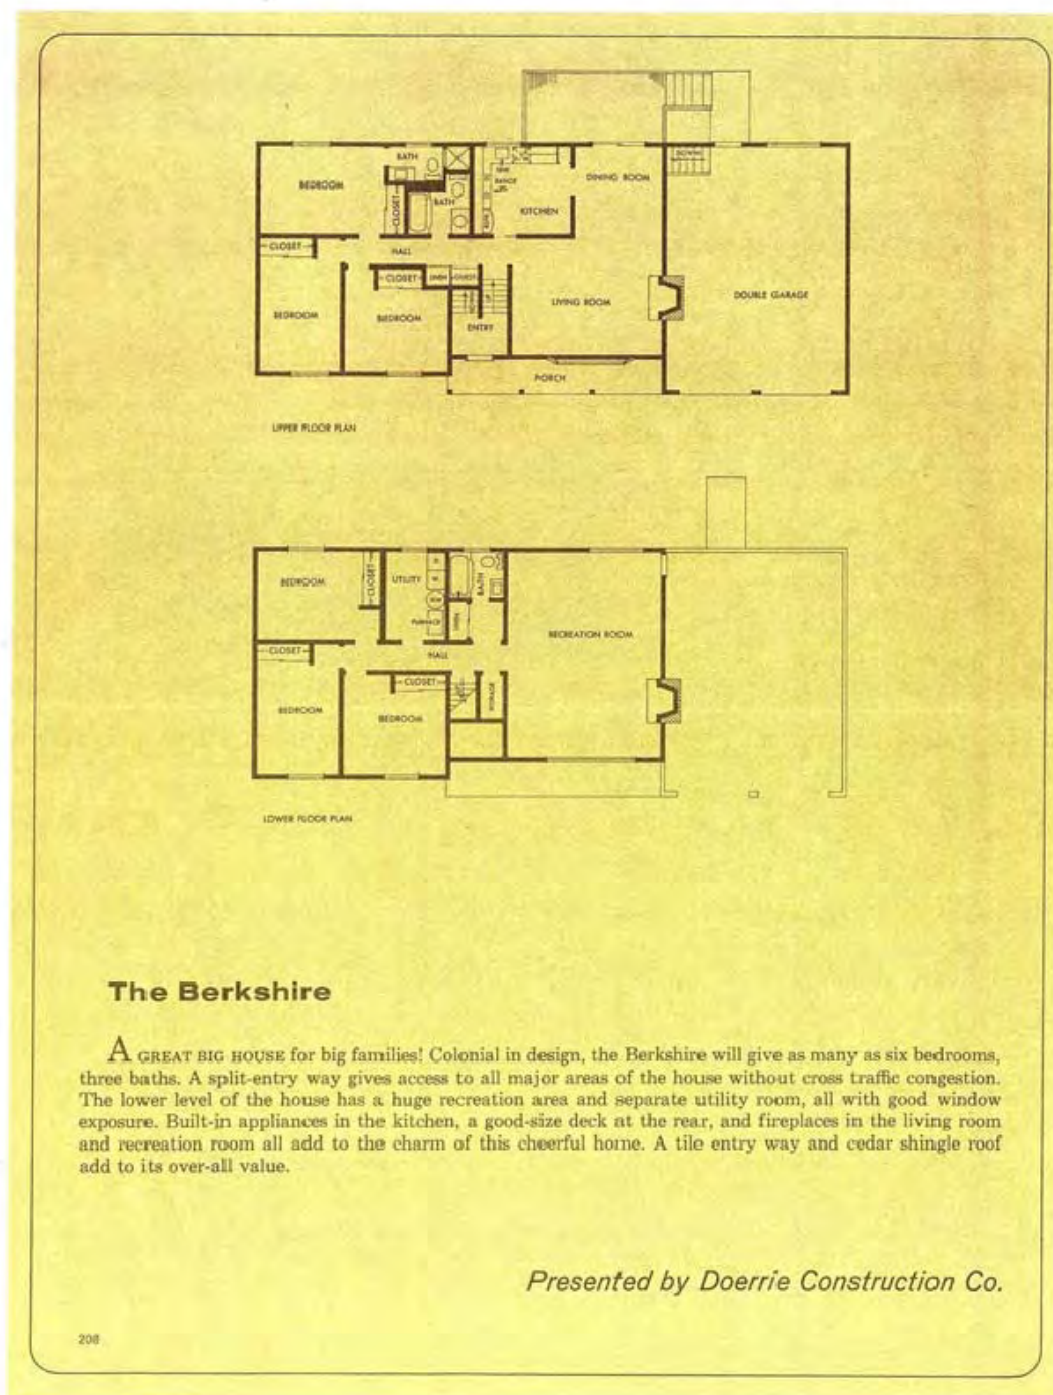 BATH
BEDROOM
CLOSET
BATH
SINK
RANGE
KITCHEN
DINING ROOM
DOWN
CLOSET
HALL
CLOSET
LINEN
GUEST
BEDROOM
BEDROOM
UP
ENTRY
LIVING ROOM
DOUBLE GARAGE
PORCH
UPPER FLOOR PLAN
BEDROOM
CLOSET
UTILITY
FURNACE
BATH
LINEN
RECREATION ROOM
CLOSET
HALL
CLOSET
STORAGE
BEDROOM
BEDROOM
LOWER FLOOR PLAN
The Berkshire
A GREAT BIG HOUSE for big families! Colonial in design, the Berkshire will give as many as six bedrooms,
three baths. A split-entry way gives access to all major areas of the house without cross traffic congestion.
The lower level of the house has a huge recreation area and separate utility room, all with good window
exposure. Built-in appliances in the kitchen, a good-size deck at the rear, and fireplaces in the living room
and recreation room all add to the charm of this cheerful home. A tile entry way and cedar shingle roof
add to its over-all value.
Presented by Doerrie Construction Co.
208